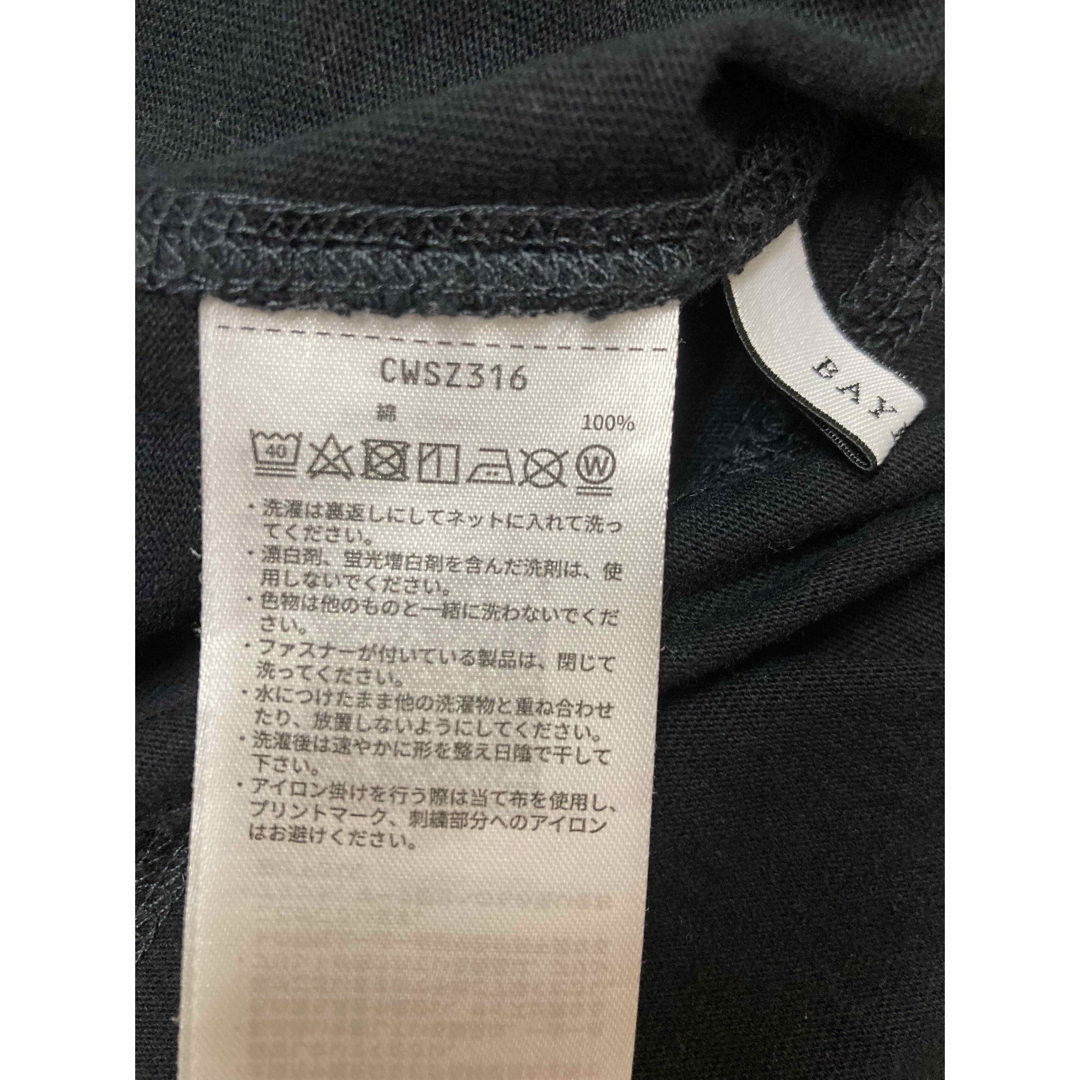 CWSZ316
綿
100%
40
W
・洗濯は裏返しにしてネットに入れて洗っ
てください。
・漂白剤、蛍光増白剤を含んだ洗剤は、使
用しないでください。
・色物は他のものと一緒に洗わないでくだ
さい。
・ファスナーが付いている製品は、閉じて
洗ってください。
・水につけたまま他の洗濯物と重ね合わせ
たり、放置しないようにしてください。
・洗濯後は速やかに形を整え日陰で干して
下さい。
・アイロン掛けを行う際は当て布を使用し、
プリントマーク、刺繍部分へのアイロン
はお避けください。
BAY